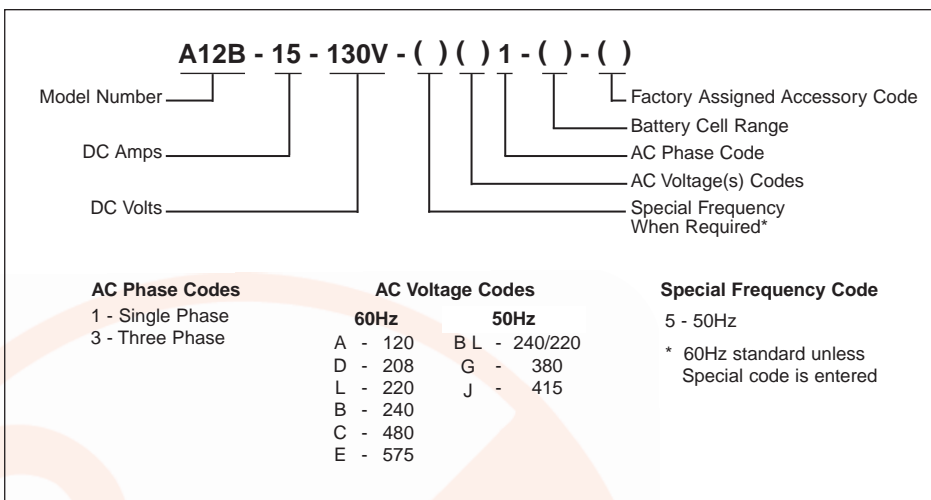 A12B - 15 - 130V - ( ) ( ) 1 - ( ) - ( )
Model Number
DC Amps
DC Volts
Factory Assigned Accessory Code
Battery Cell Range
AC Phase Code
AC Voltage(s) Codes
Special Frequency
When Required*
AC Phase Codes
1 - Single Phase
3 - Three Phase
AC Voltage Codes
60Hz
A - 120
D - 208
L - 220
B - 240
C - 480
E - 575
50Hz
B L - 240/220
G - 380
J - 415
Special Frequency Code
5 - 50Hz
* 60Hz standard unless
Special code is entered